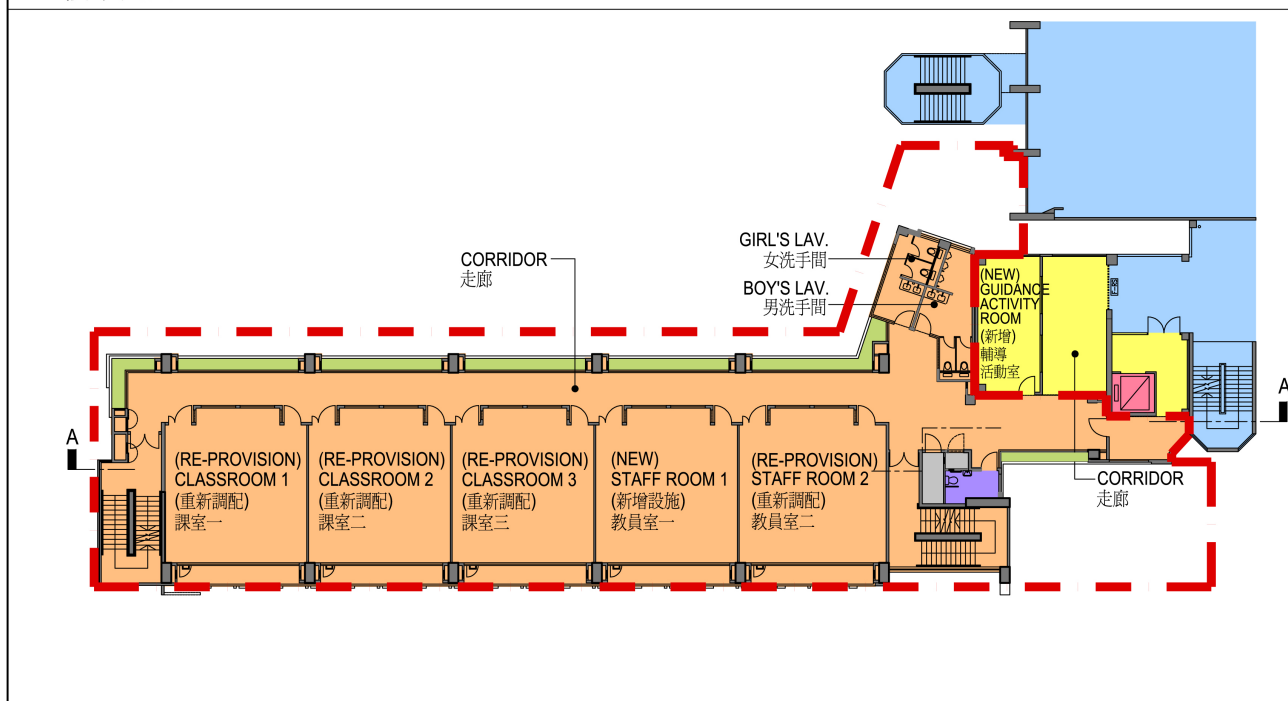 GIRL'S LAV.
女洗手間
BOY'S LAV.
男洗手間
CORRIDOR
走廊
(NEW)
GUIDANCE
ACTIVITY
ROOM
(新增)
輔導
活動室
A
A
(RE-PROVISION)
CLASSROOM 1
(重新調配)
課室一
(RE-PROVISION)
CLASSROOM 2
(重新調配)
課室二
(RE-PROVISION)
CLASSROOM 3
(重新調配)
課室三
(NEW)
STAFF ROOM 1
(新增設施)
教員室一
(RE-PROVISION)
STAFF ROOM 2
(重新調配)
教員室二
CORRIDOR
走廊